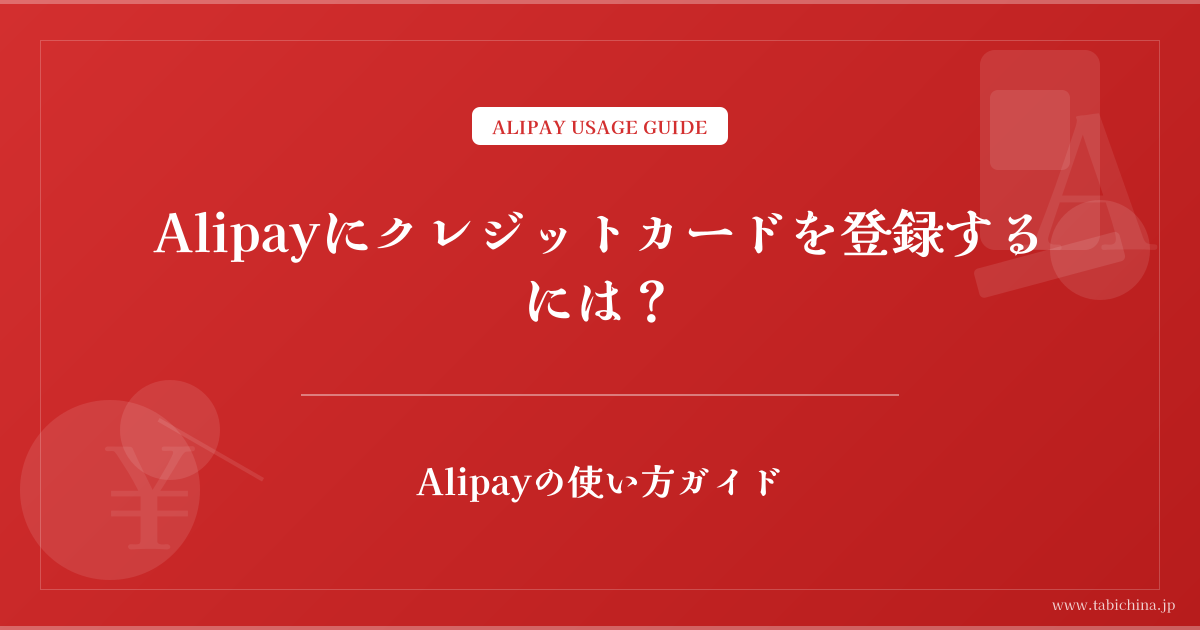 ALIPAY USAGE GUIDE
Alipayにクレジットカードを登録する
には？
Alipayの使い方ガイド
¥
A
www.tabichina.jp